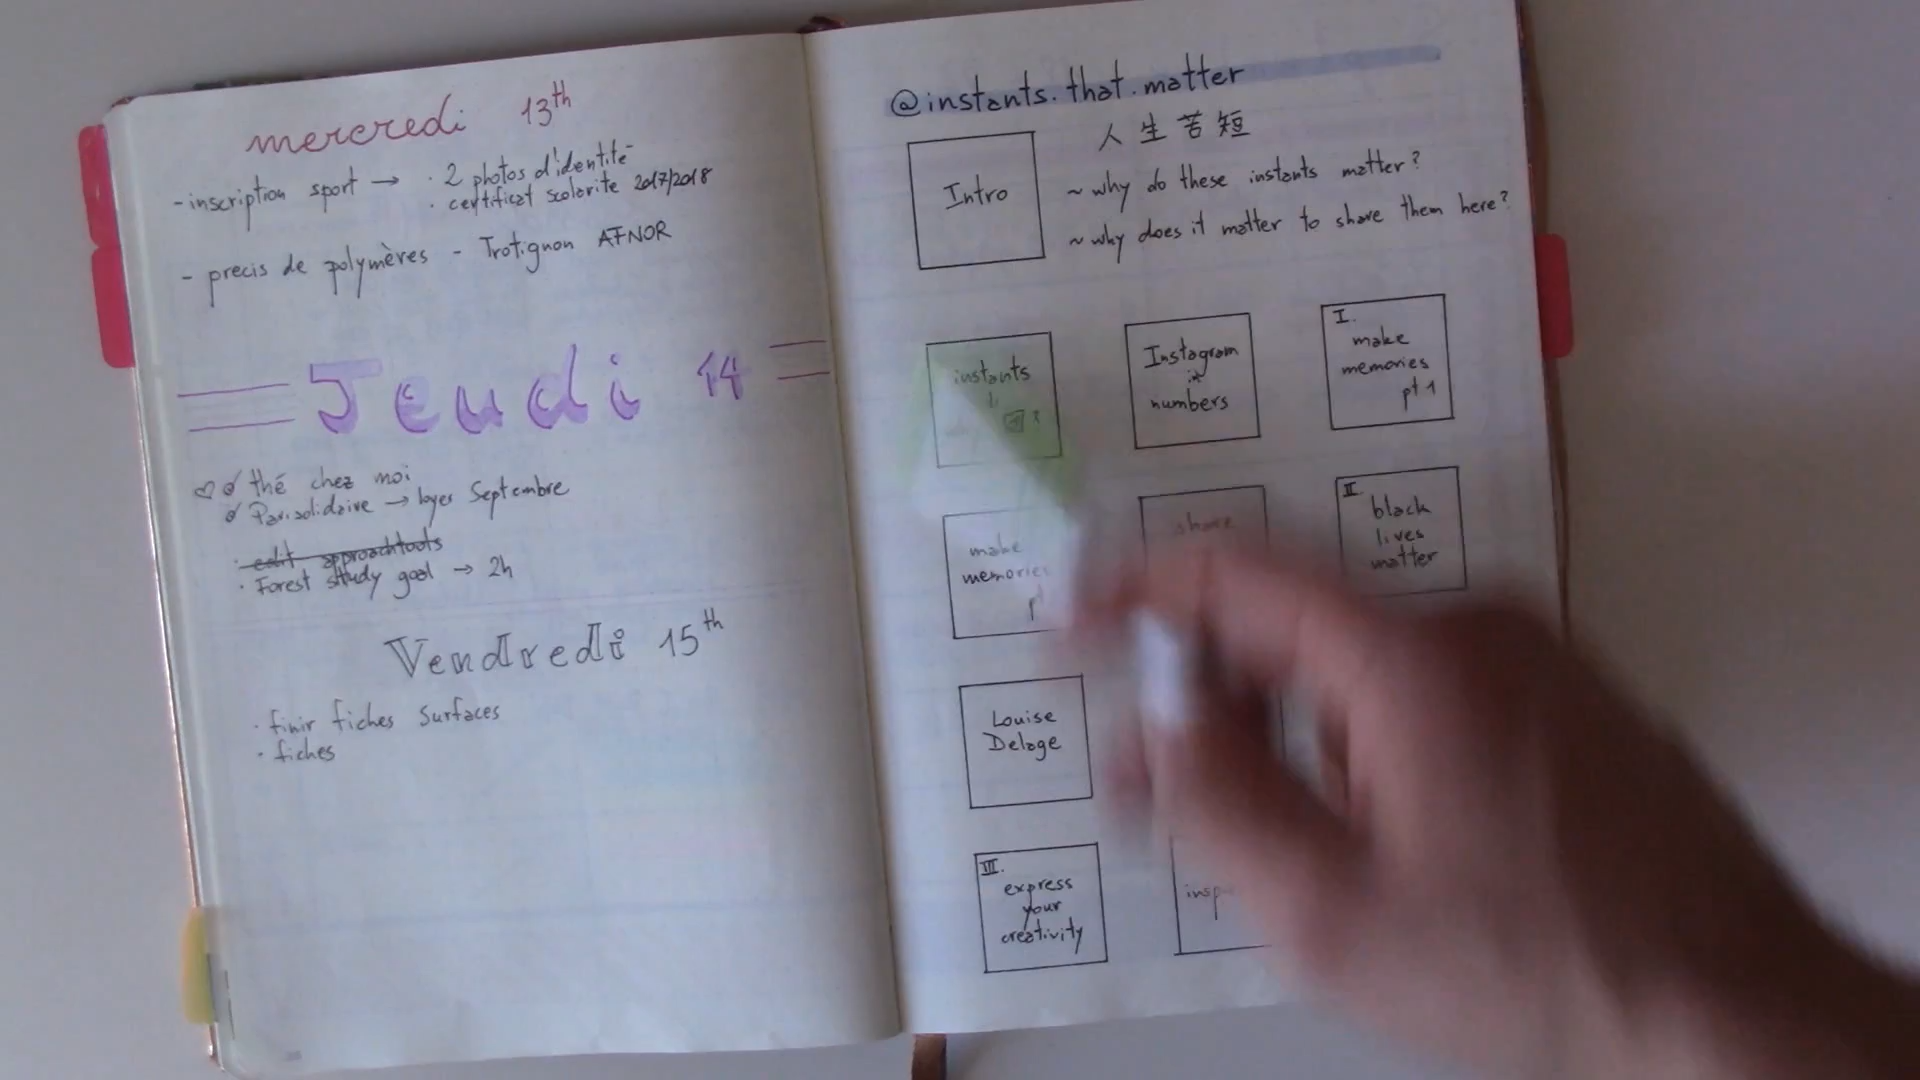 mercredi 13th
- inscription sport → · 2 photos d'identité
· certificat scolarité 2017/2018
- precis de polymères - Trotignon AFNOR
Jeudi 14
♡ thé chez moi
Parisolidaire → loyer Septembre
· edit approachtools
· Forest study goal → 2h
Vendredi 15th
· finir fiches Surfaces
· fiches
@instants.that.matter
人生苦短
Intro
~ why do these instants matter?
~ why does it matter to share them here?
instants
Instagram
in
numbers
I.
make
memories
pt 1
make
memories
share
II.
black
lives
matter
Louise
Delage
III.
express
your
creativity